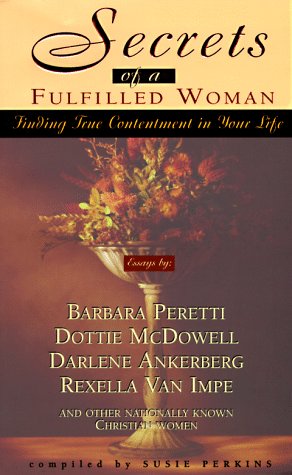 Secrets
of a
FULFILLED WOMAN
Finding True Contentment in Your Life
Essays by:
BARBARA PERETTI
DOTTIE MCDOWELL
DARLENE ANKERBERG
REXELLA VAN IMPE
AND OTHER NATIONALLY KNOWN
CHRISTIAN WOMEN
compiled by SUSIE PERKINS